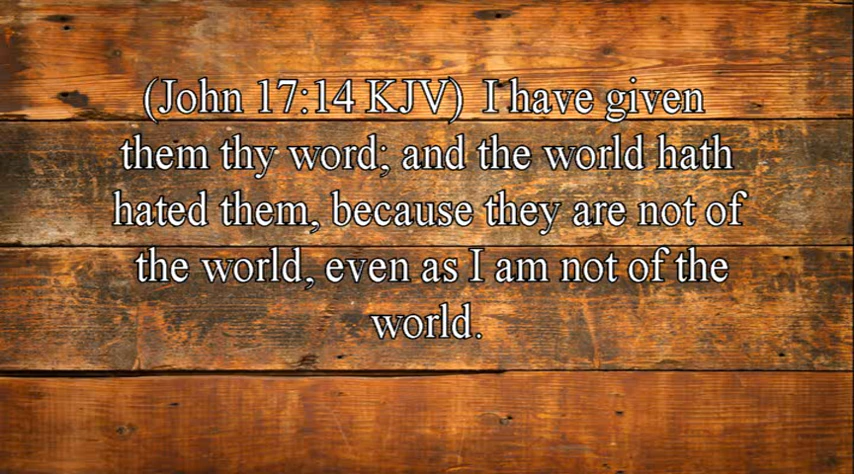 (John 17:14 KJV)  I have given
them thy word; and the world hath
hated them, because they are not of
the world, even as I am not of the
world.